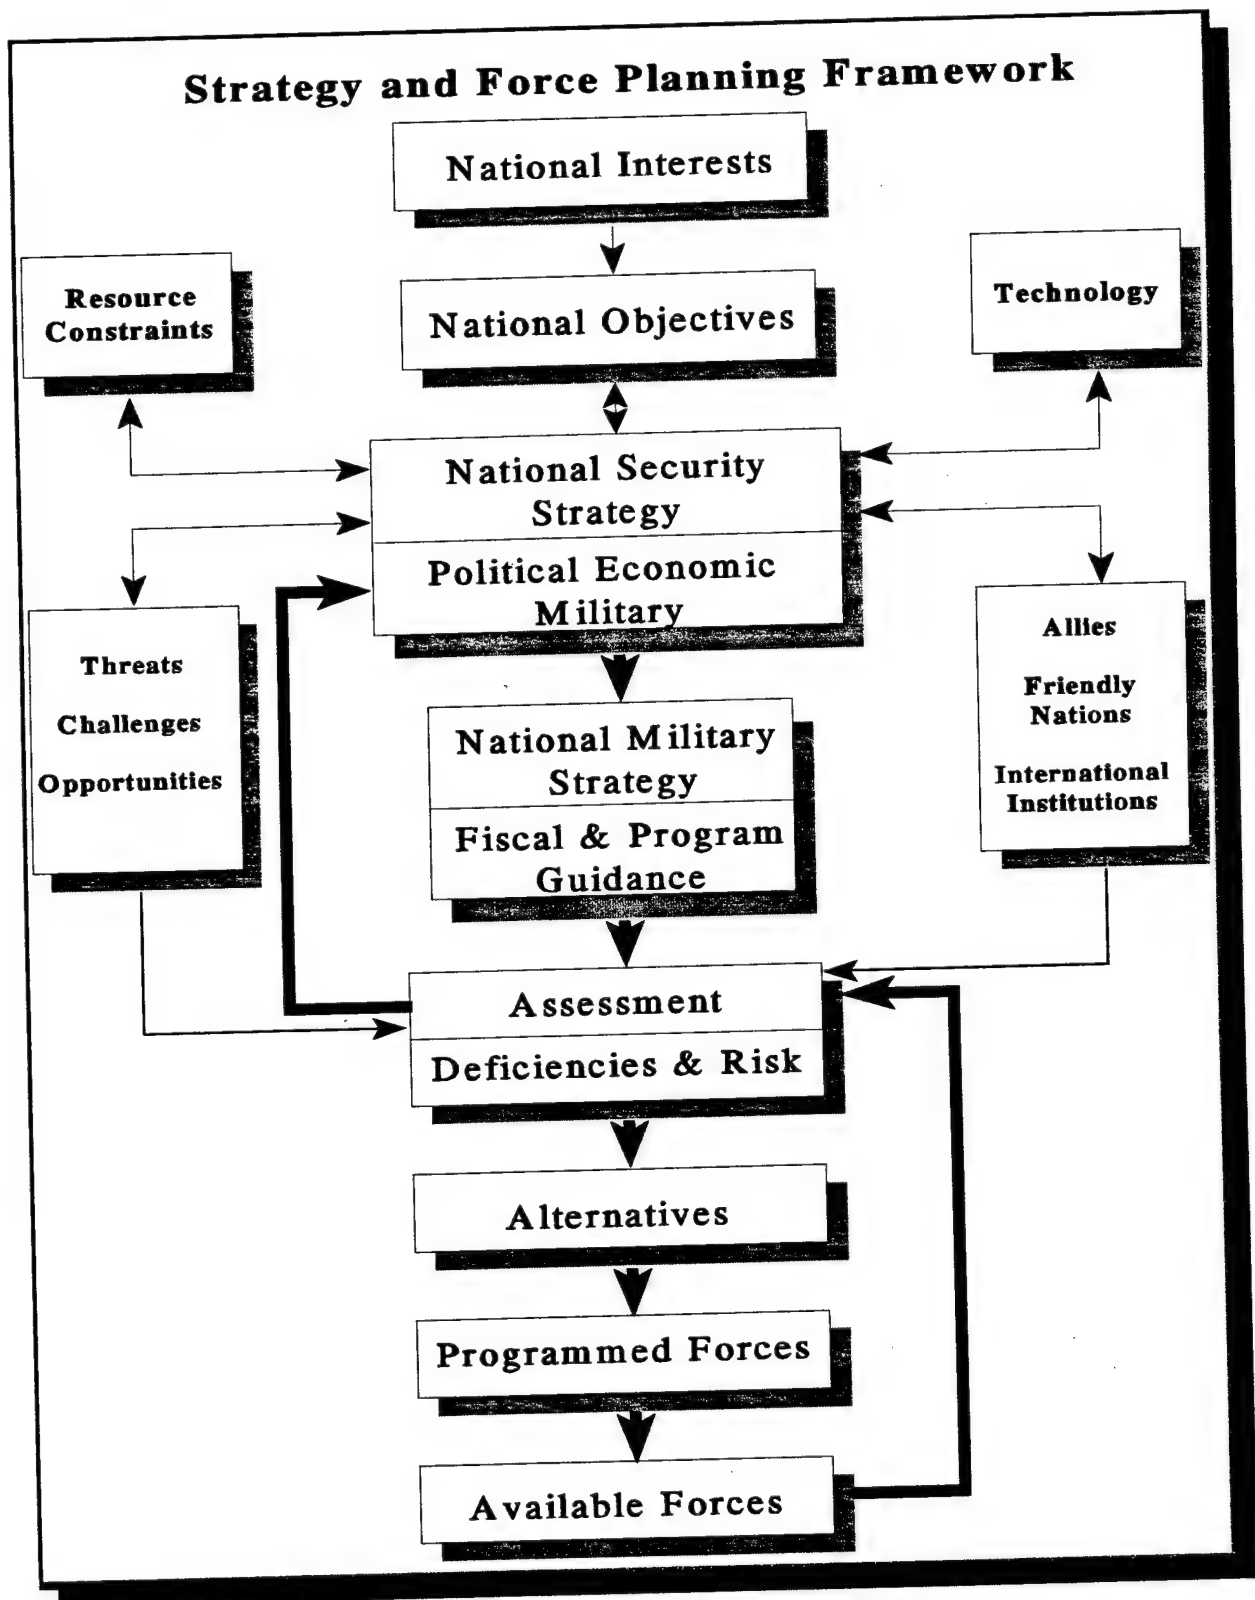 Strategy and Force Planning Framework
National Interests
Resource
Constraints
National Objectives
Technology
National Security
Strategy
Political Economic
Military
Threats
Challenges
Opportunities
Allies
Friendly
Nations
International
Institutions
National Military
Strategy
Fiscal & Program
Guidance
Assessment
Deficiencies & Risk
Alternatives
Programmed Forces
Available Forces